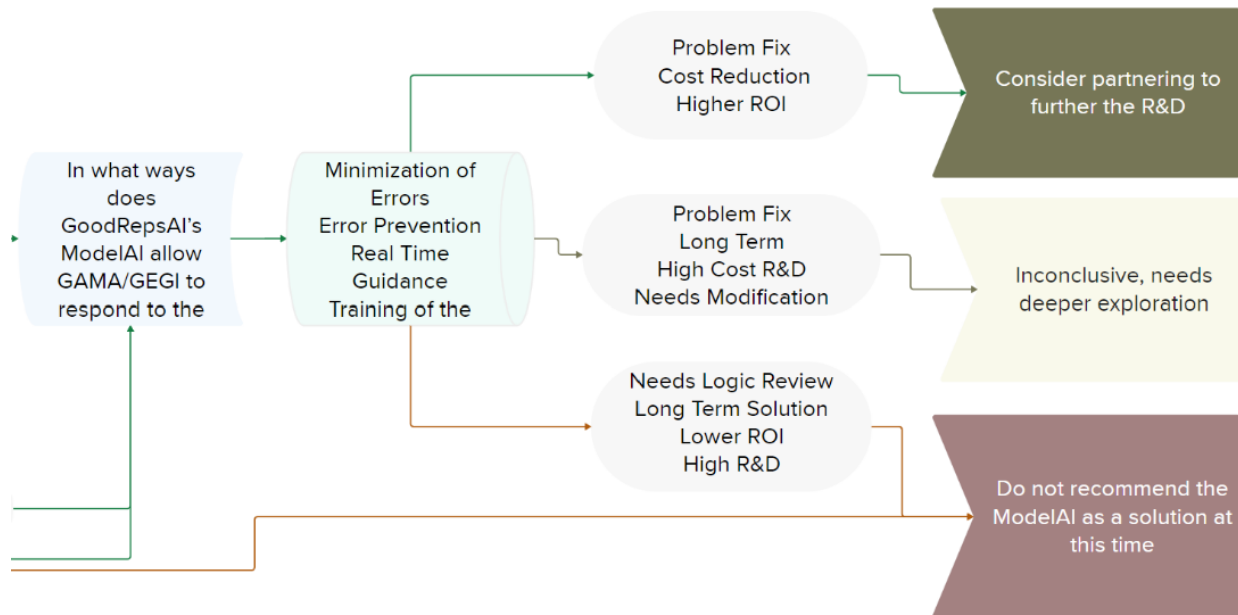 In what ways
does
GoodRepsAI's
ModelAI allow
GAMA/GEGI to
respond to the
Minimization of
Errors
Error Prevention
Real Time
Guidance
Training of the
Problem Fix
Cost Reduction
Higher ROI
Consider partnering to
further the R&D
Problem Fix
Long Term
High Cost R&D
Needs Modification
Inconclusive, needs
deeper exploration
Needs Logic Review
Long Term Solution
Lower ROI
High R&D
Do not recommend the
ModelAI as a solution at
this time